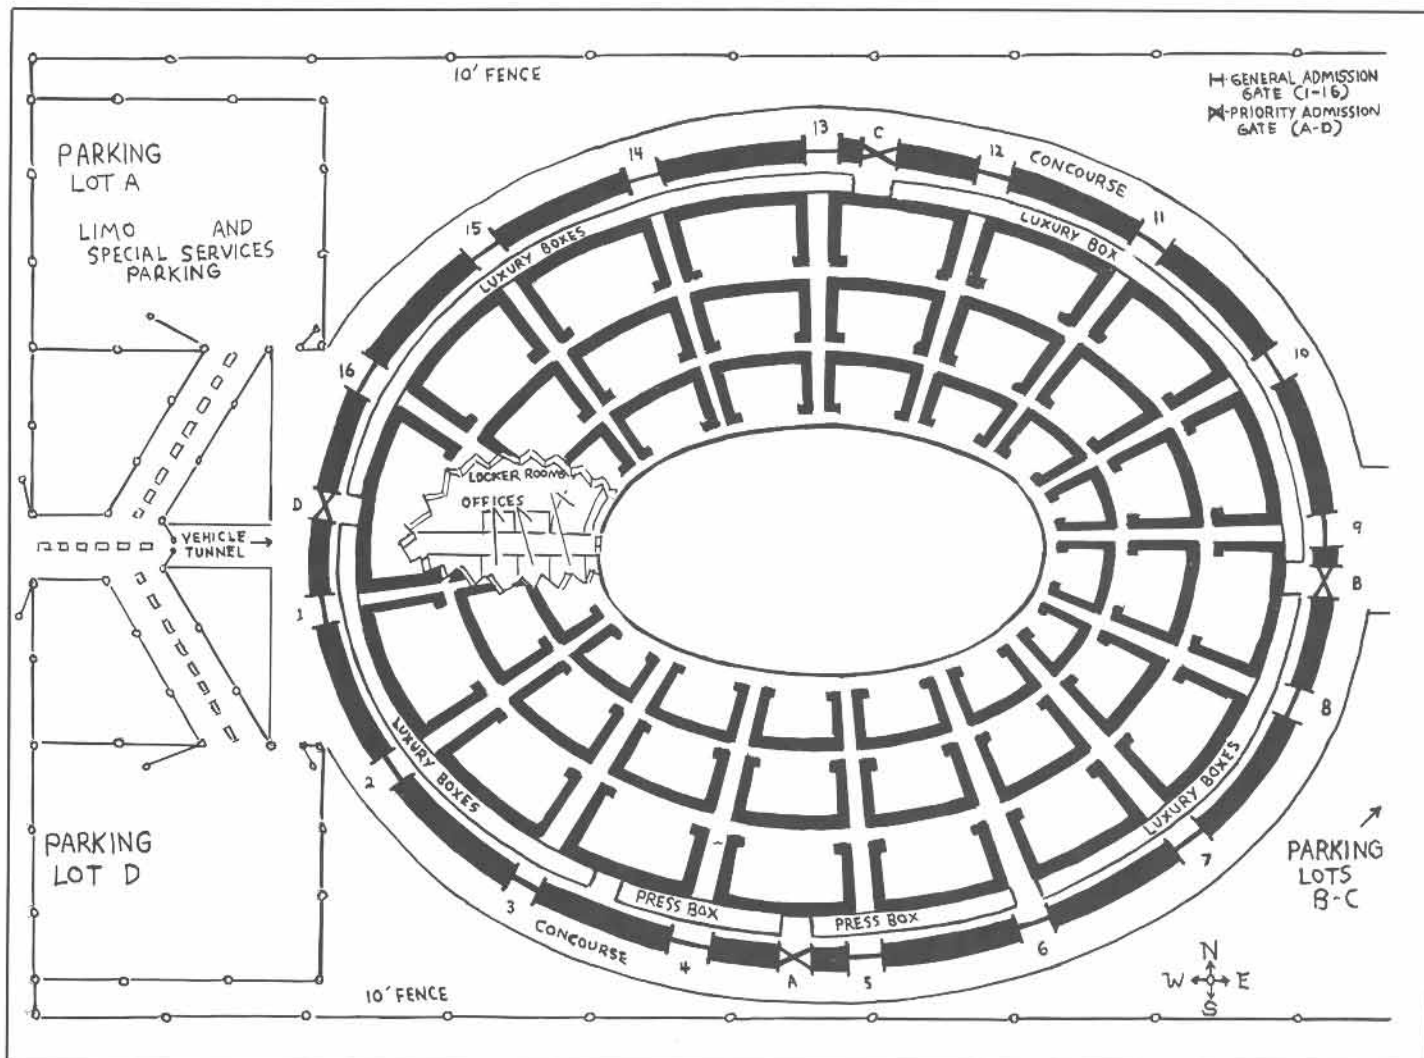 10' FENCE
H-GENERAL ADMISSION
GATE (1-16)
PRIORITY ADMISSION
GATE (A-D)
PARKING
LOT A
LIMO AND
SPECIAL SERVICES
PARKING
13
C
14
12
CONCOURSE
15
11
LUXURY BOXES
LUXURY BOX
16
10
LOCKER ROOMS
OFFICES
D
VEHICLE
TUNNEL
9
B
1
8
LUXURY BOXES
LUXURY BOXES
2
7
PARKING
LOT D
PARKING
LOTS
B-C
3
PRESS BOX
PRESS BOX
CONCOURSE
6
4
A
5
10' FENCE
N
W E
S